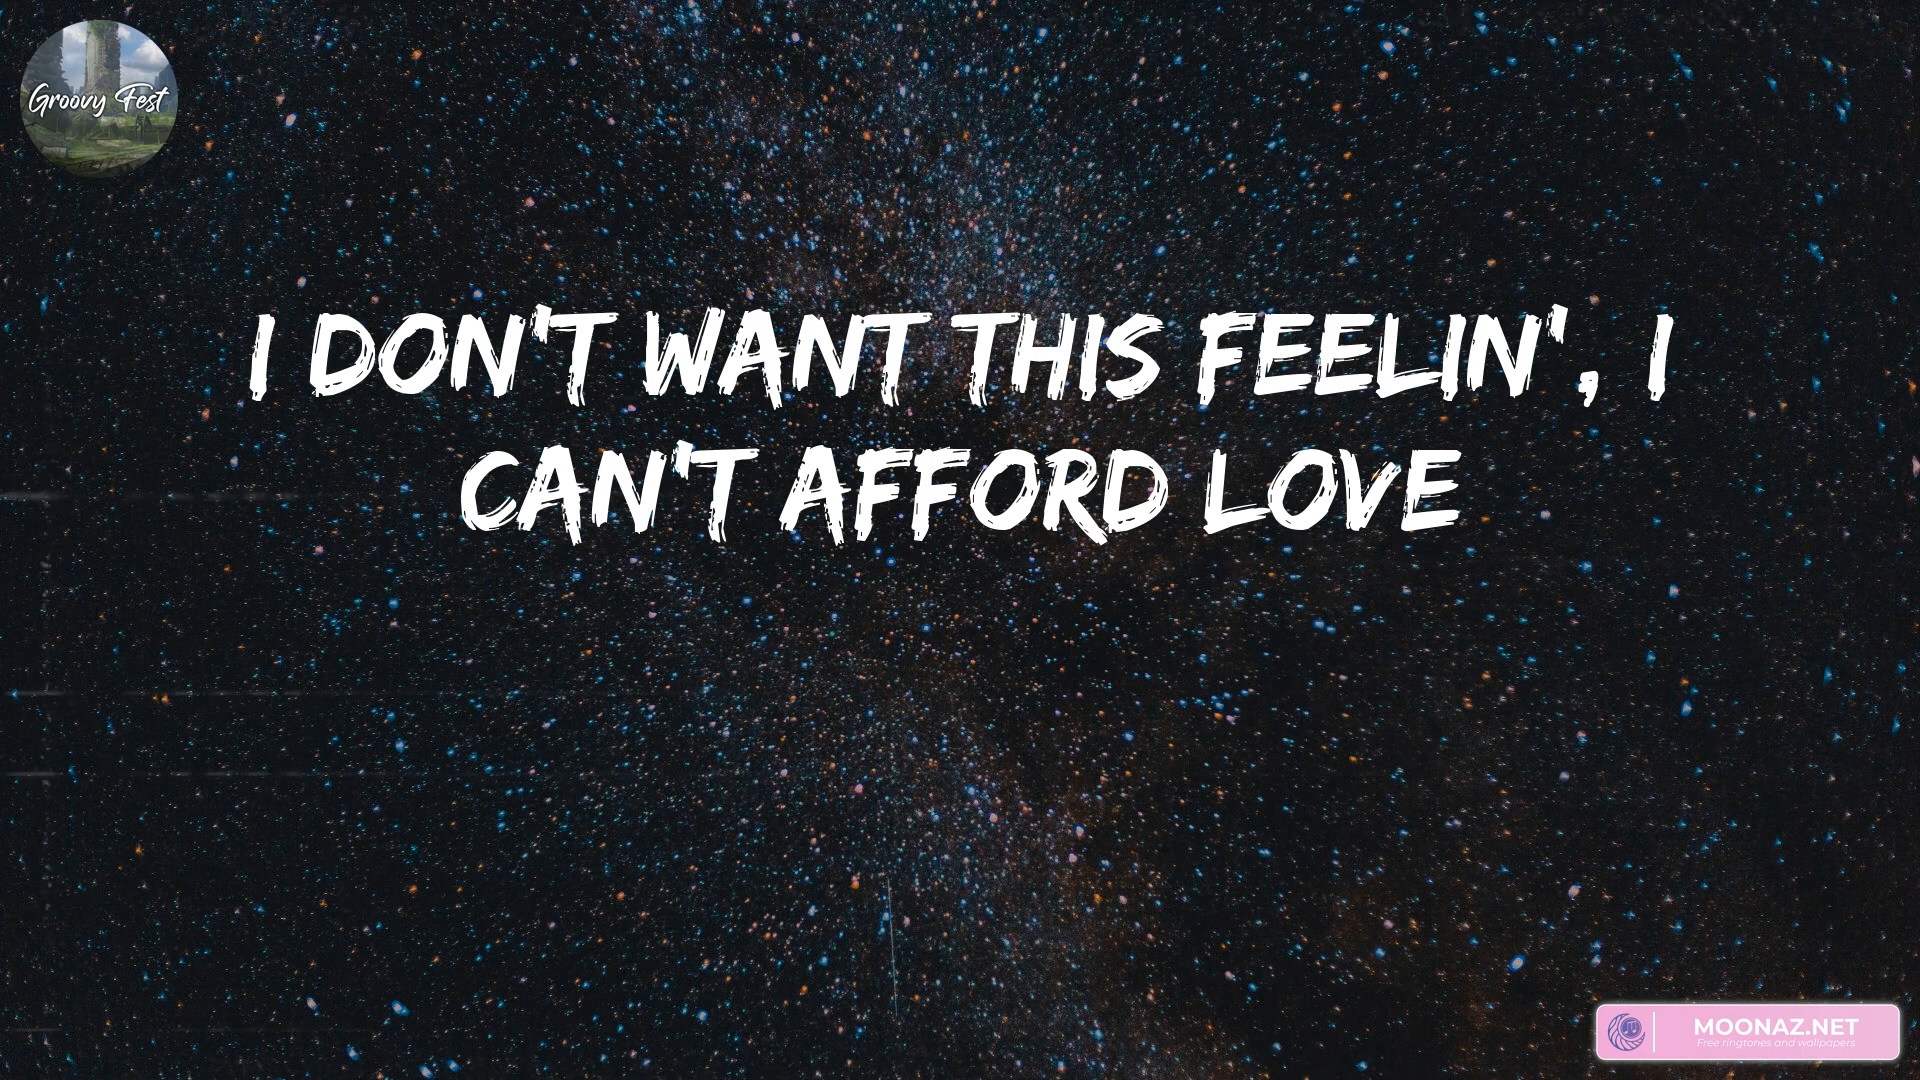 Groovy Fest
I DON'T WANT THIS FEELIN', I
CAN'T AFFORD LOVE
MOONAZ.NET
Free ringtones and wallpapers